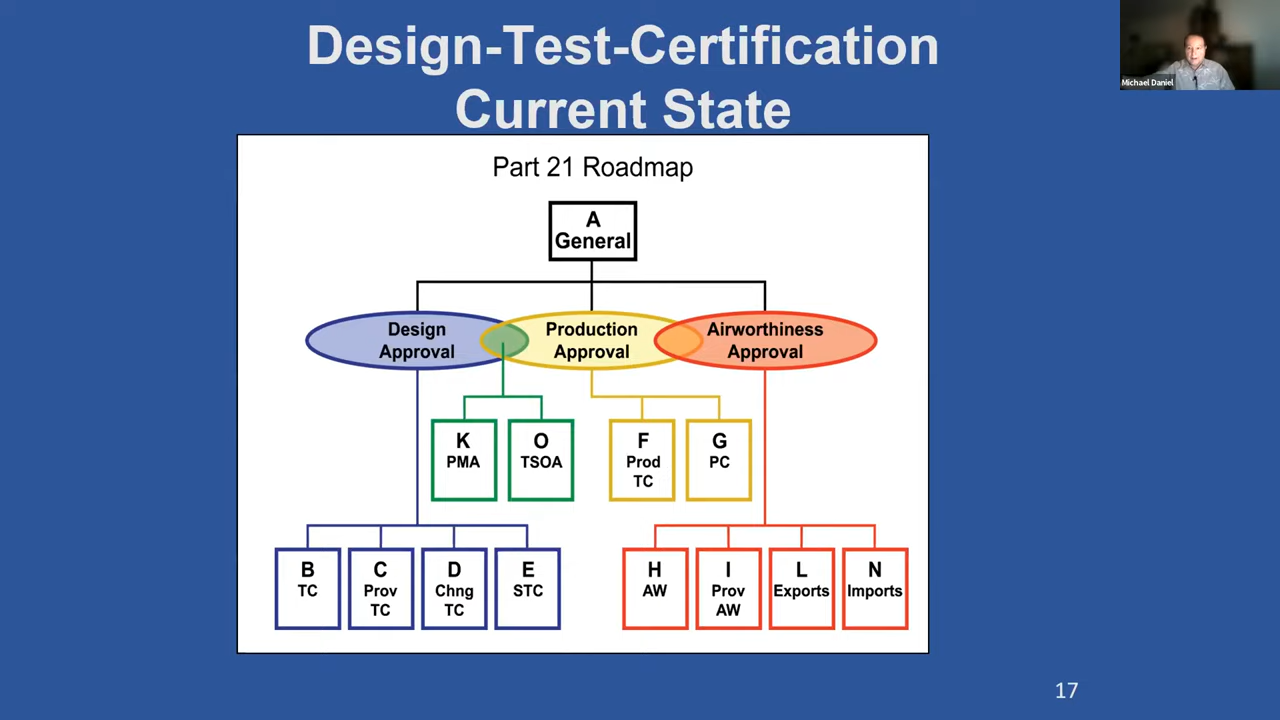 Design-Test-Certification
Current State
Michael Daniel
Part 21 Roadmap
A
General
Design
Approval
Production
Approval
Airworthiness
Approval
K
PMA
O
TSOA
F
Prod
TC
G
PC
B
TC
C
Prov
TC
D
Chng
TC
E
STC
H
AW
I
Prov
AW
L
Exports
N
Imports
17